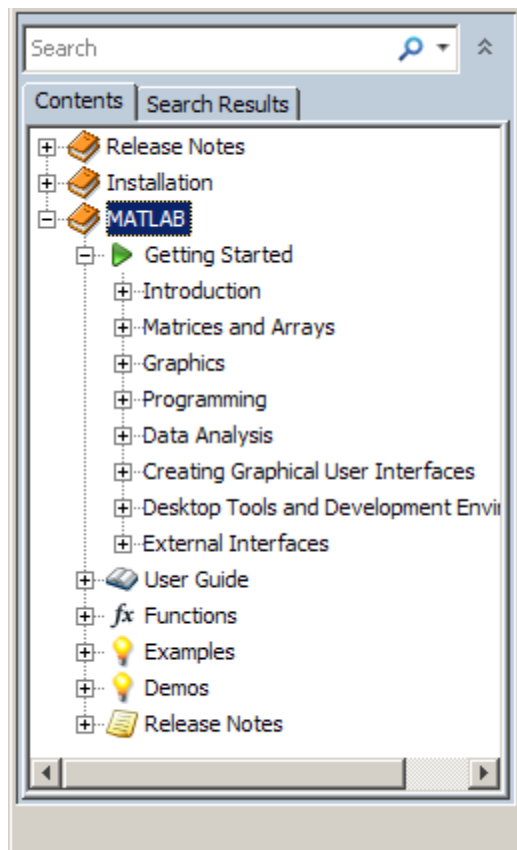 Search
Contents Search Results
Release Notes
Installation
MATLAB
Getting Started
Introduction
Matrices and Arrays
Graphics
Programming
Data Analysis
Creating Graphical User Interfaces
Desktop Tools and Development Envi
External Interfaces
User Guide
fx Functions
Examples
Demos
Release Notes